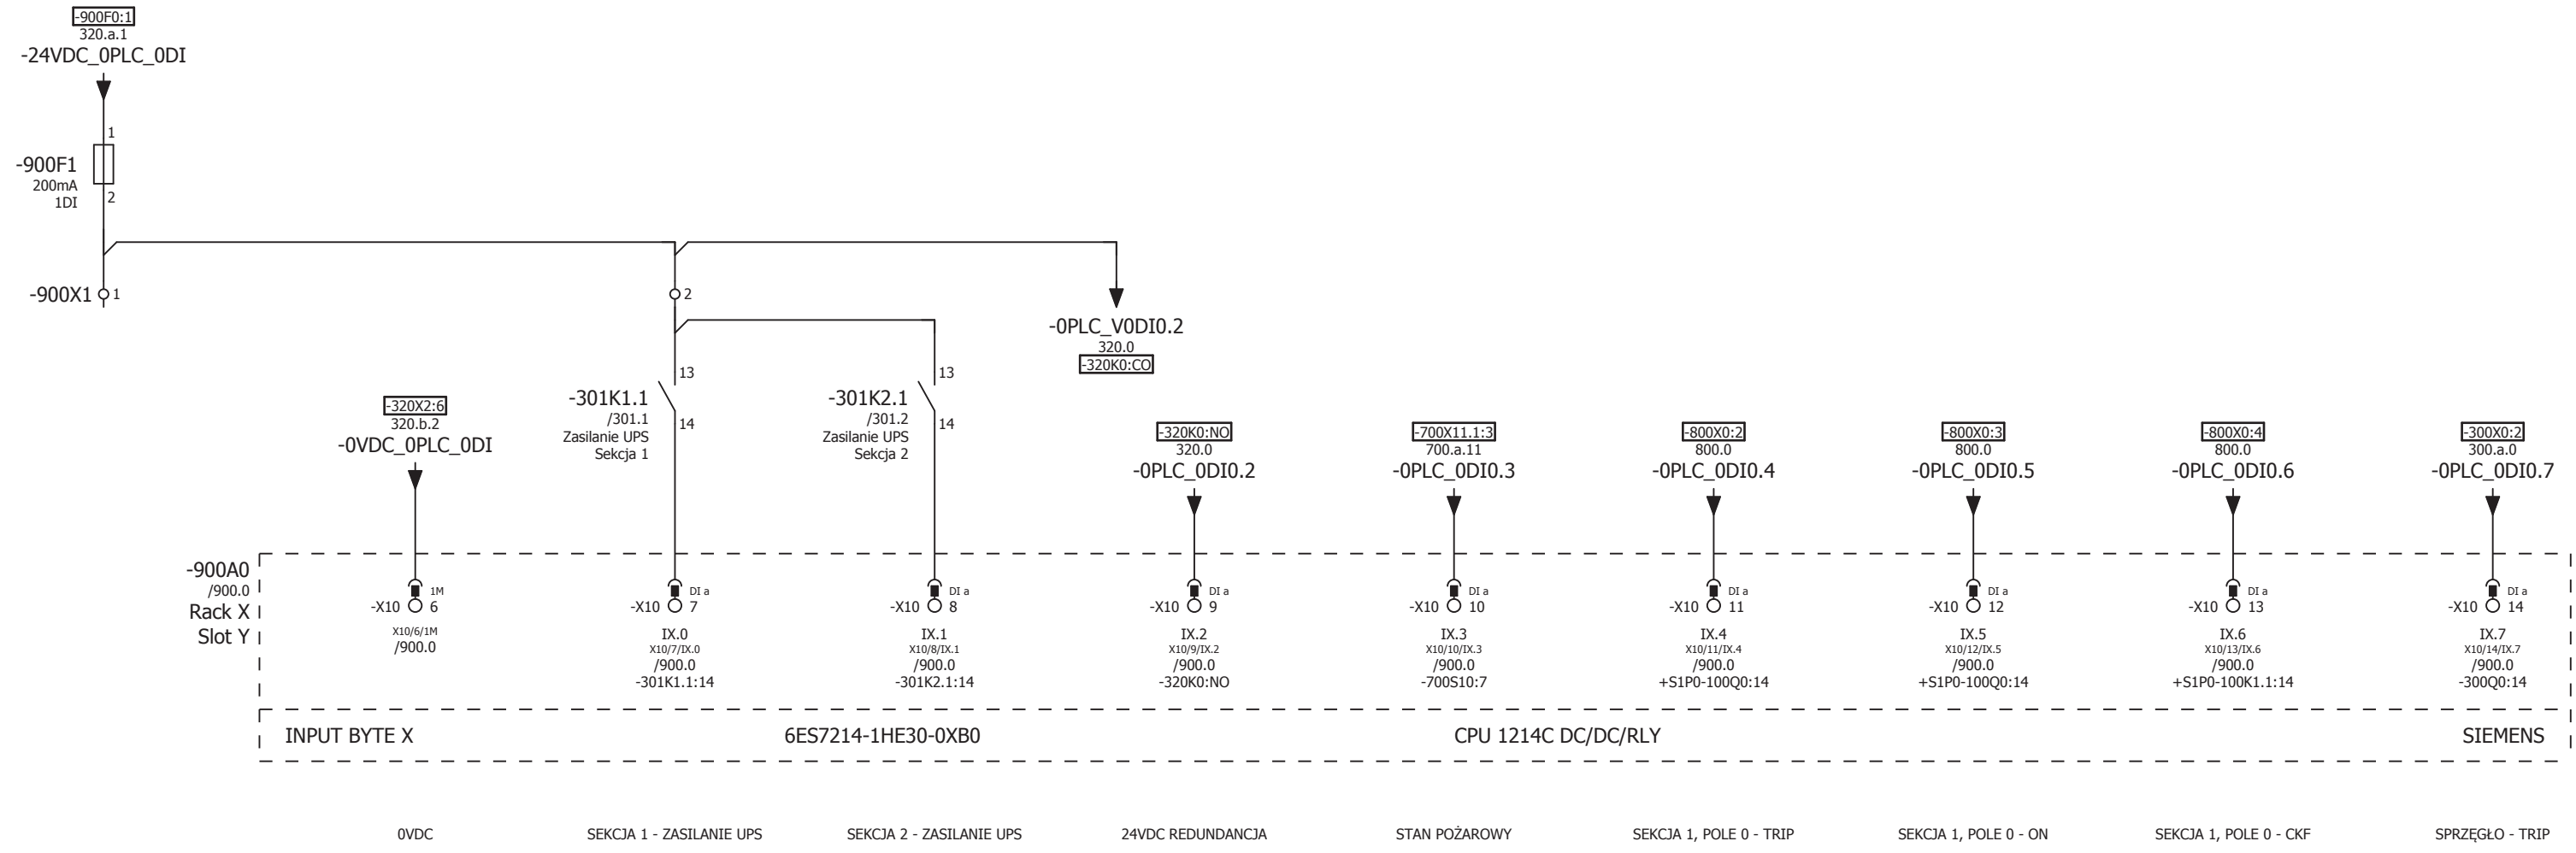 -900F0:1
320.a.1
-24VDC_0PLC_0DI
1
-900F1
200mA
1DI
2
-900X1
1
2
-0PLC_V0DI0.2
320.0
-320K0:CO
13
-301K1.1
/301.1
14
Zasilanie UPS
Sekcja 1
13
-301K2.1
/301.2
14
Zasilanie UPS
Sekcja 2
-320X2:6
320.b.2
-0VDC_0PLC_0DI
-320K0:NO
320.0
-0PLC_0DI0.2
-700X11.1:3
700.a.11
-0PLC_0DI0.3
-800X0:2
800.0
-0PLC_0DI0.4
-800X0:3
800.0
-0PLC_0DI0.5
-800X0:4
800.0
-0PLC_0DI0.6
-300X0:2
300.a.0
-0PLC_0DI0.7
-900A0
/900.0
Rack X
Slot Y
1M
-X10 6
X10/6/1M
/900.0
DI a
-X10 7
IX.0
X10/7/IX.0
/900.0
-301K1.1:14
DI a
-X10 8
IX.1
X10/8/IX.1
/900.0
-301K2.1:14
DI a
-X10 9
IX.2
X10/9/IX.2
/900.0
-320K0:NO
DI a
-X10 10
IX.3
X10/10/IX.3
/900.0
-700S10:7
DI a
-X10 11
IX.4
X10/11/IX.4
/900.0
+S1P0-100Q0:14
DI a
-X10 12
IX.5
X10/12/IX.5
/900.0
+S1P0-100Q0:14
DI a
-X10 13
IX.6
X10/13/IX.6
/900.0
+S1P0-100K1.1:14
DI a
-X10 14
IX.7
X10/14/IX.7
/900.0
-300Q0:14
INPUT BYTE X 6ES7214-1HE30-0XB0 CPU 1214C DC/DC/RLY SIEMENS
0VDC SEKCJA 1 - ZASILANIE UPS SEKCJA 2 - ZASILANIE UPS 24VDC REDUNDANCJA STAN POŻAROWY SEKCJA 1, POLE 0 - TRIP SEKCJA 1, POLE 0 - ON SEKCJA 1, POLE 0 - CKF SPRZĘGŁO - TRIP